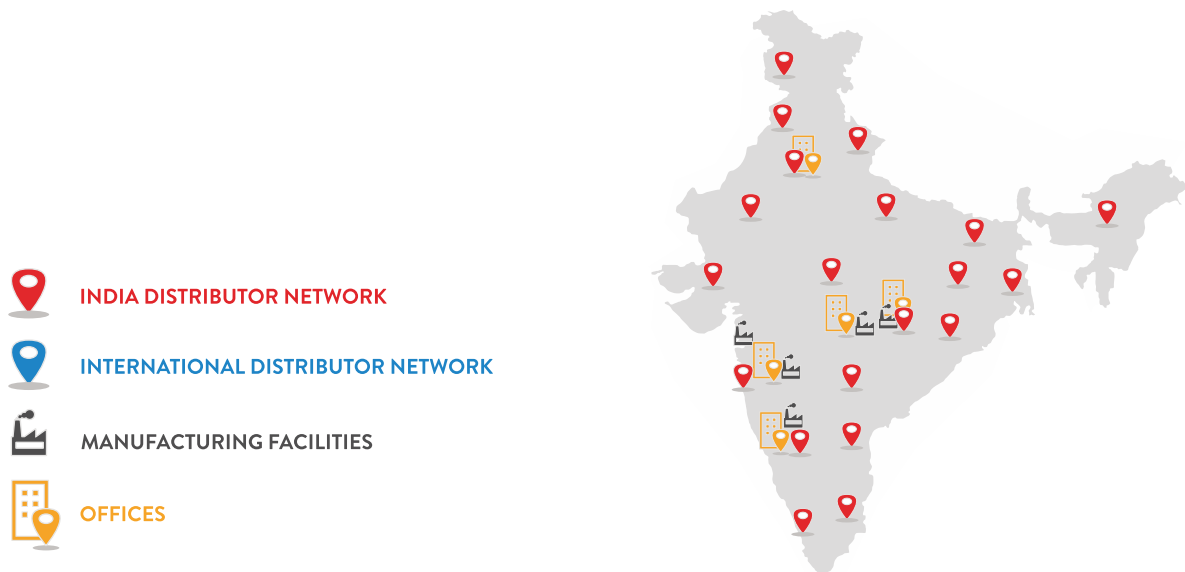 INDIA DISTRIBUTOR NETWORK
INTERNATIONAL DISTRIBUTOR NETWORK
MANUFACTURING FACILITIES
OFFICES